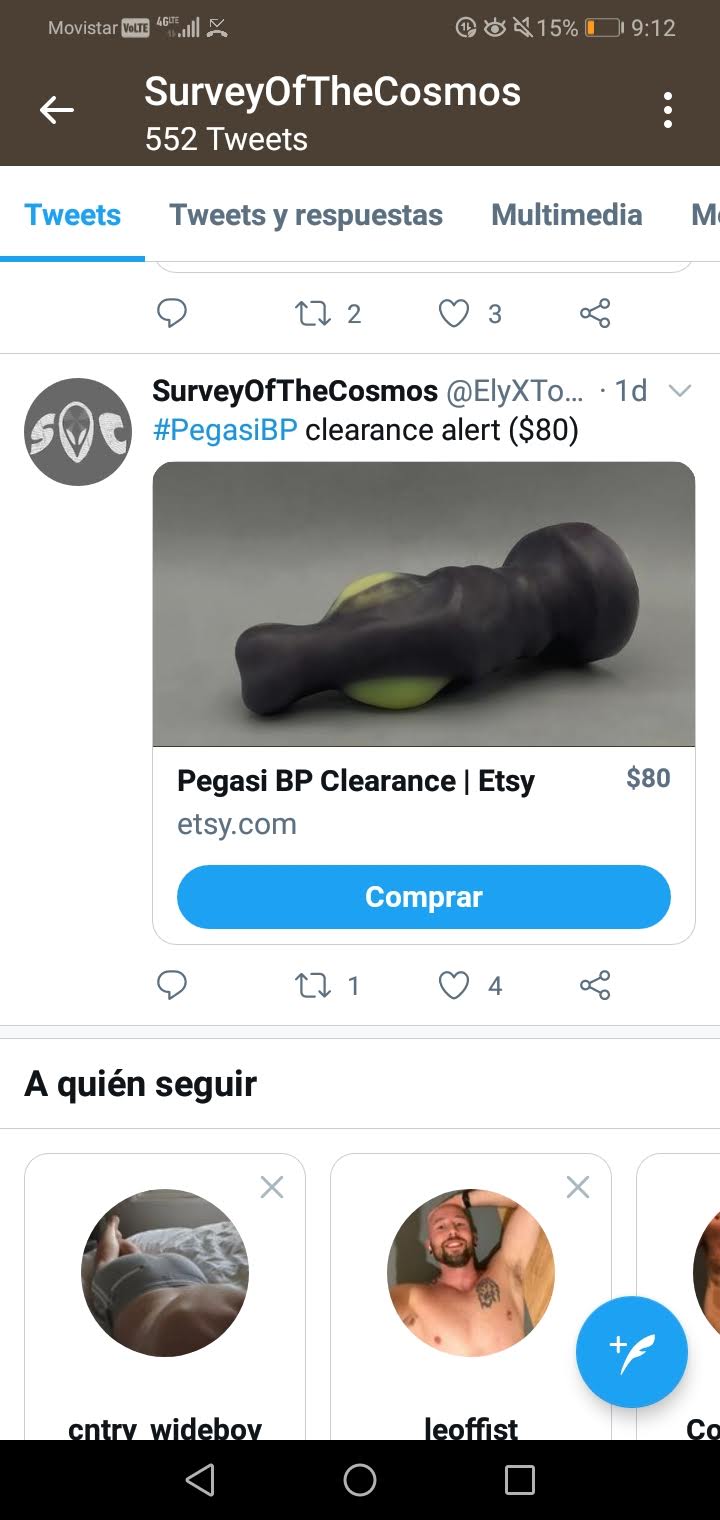 Movistar VoLTE 4G LTE 15% 9:12
SurveyOfTheCosmos
552 Tweets
Tweets Tweets y respuestas Multimedia M
2 3
SurveyOfTheCosmos @ElyXTo... · 1d
#PegasiBP clearance alert ($80)
SOC
Pegasi BP Clearance | Etsy $80
etsy.com
Comprar
1 4
A quién seguir
cntry_wideboy leoffist Co